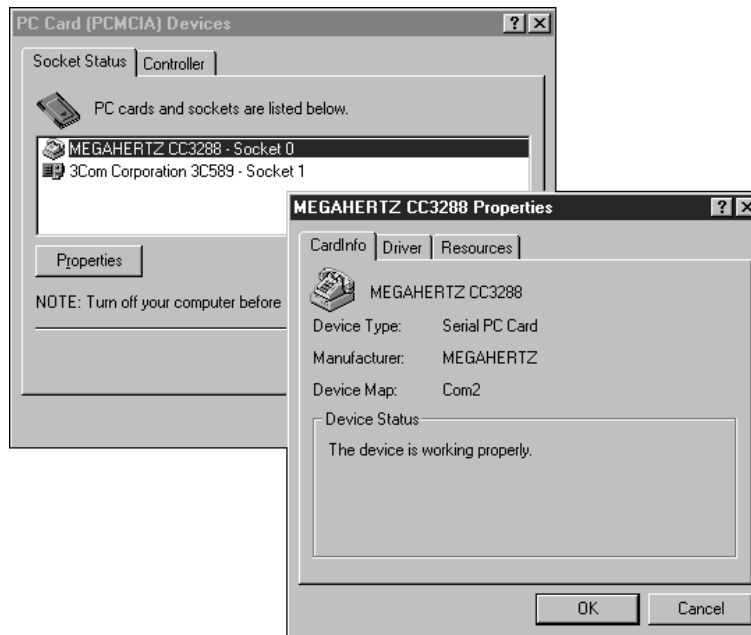 PC Card (PCMCIA) Devices
Socket Status Controller
PC cards and sockets are listed below.
MEGAHERTZ CC3288 - Socket 0
3Com Corporation 3C589 - Socket 1
Properties
NOTE: Turn off your computer before
MEGAHERTZ CC3288 Properties
CardInfo Driver Resources
MEGAHERTZ CC3288
Device Type: Serial PC Card
Manufacturer: MEGAHERTZ
Device Map: Com2
Device Status
The device is working properly.
OK Cancel